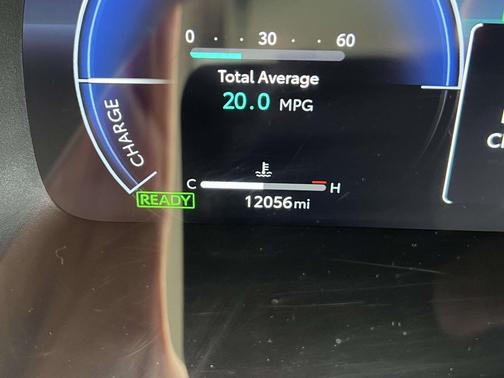 0 30 60
Total Average
20.0 MPG
CHARGE
C H
READY
12056mi